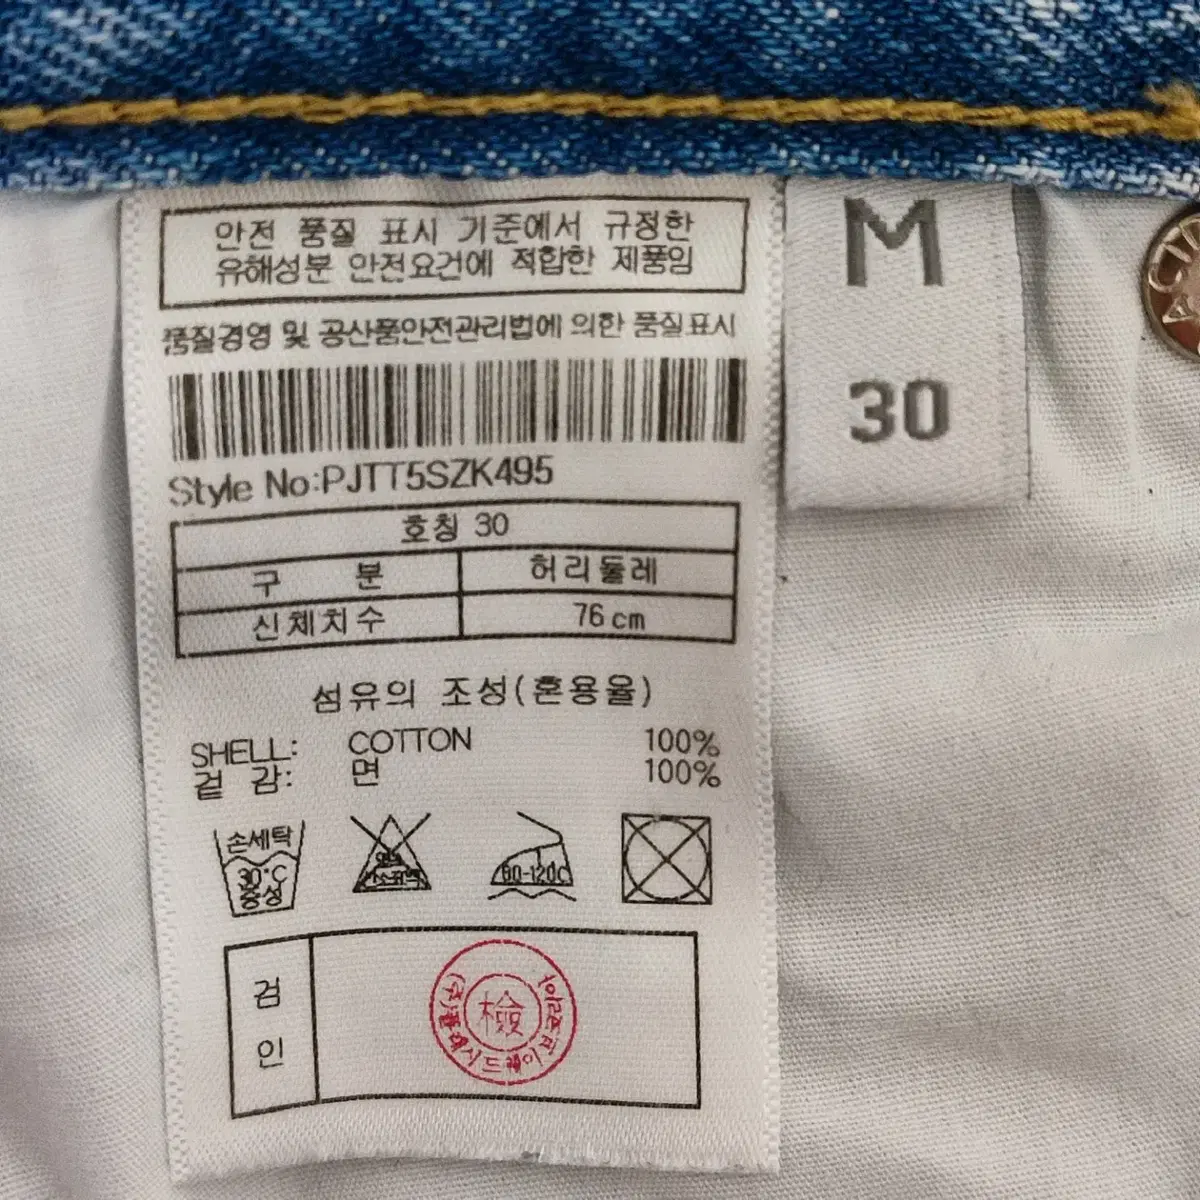 안전 품질 표시 기준에서 규정한
유해성분 안전요건에 적합한 제품임
품질경영 및 공산품안전관리법에 의한 품질표시
Style No:PJTT5SZK495
호칭 30
구 분 허리둘레
신체치수 76cm
섬유의 조성(혼용율)
SHELL: COTTON 100%
겉 감: 면 100%
손세탁
30°C
중성
80-120C
검
인
檢
M
30